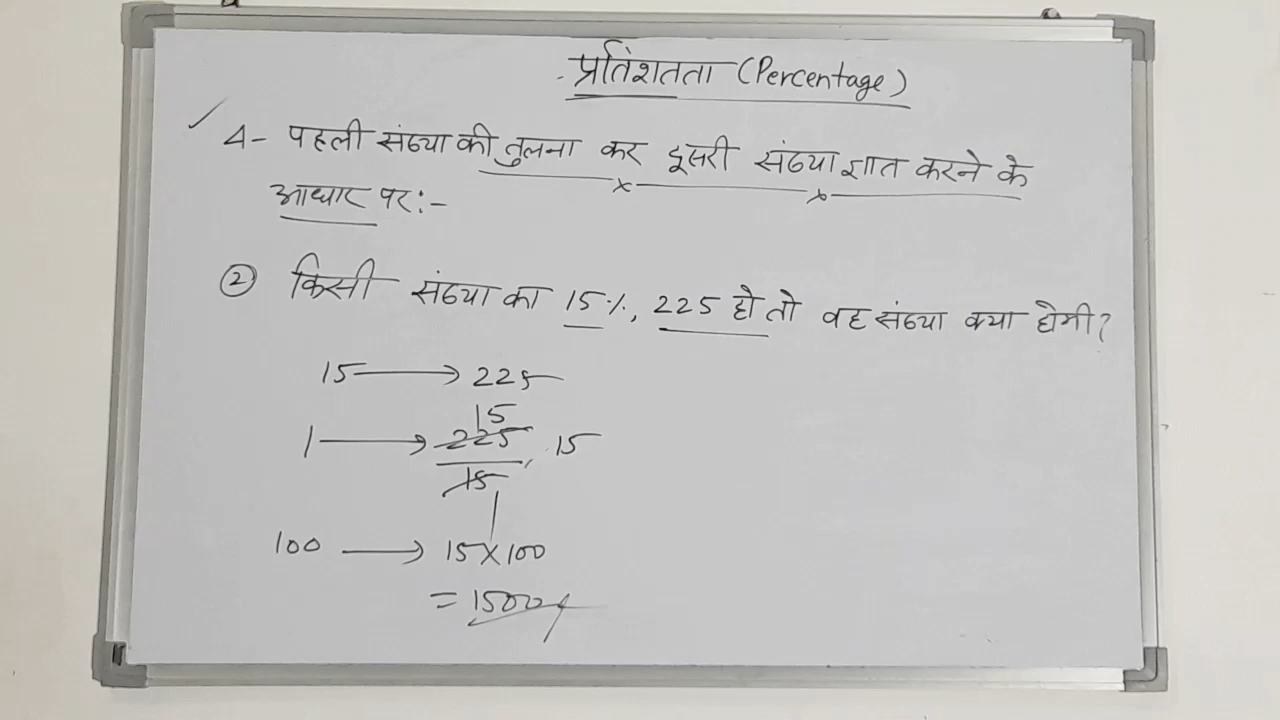 प्रतिंशतता (Percentage)
4- पहली संख्या की तुलना कर दूसरी संख्या ज्ञात करने के
आधार पर:-
② किसी संख्या का 15%, 225 हो तो वह संख्या क्या होगी?
15 → 225
15
1 → 225 15
15
1
100 → 15×100
= 1500